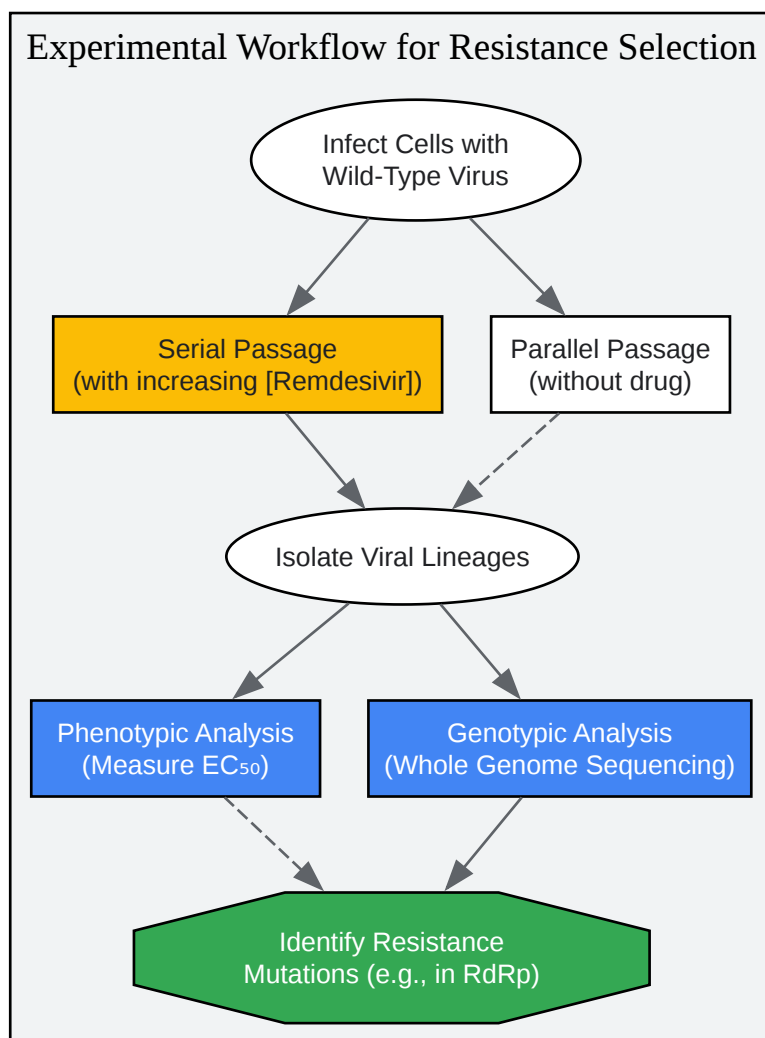 Experimental Workflow for Resistance Selection
Infect Cells with
Wild-Type Virus
Serial Passage
(with increasing [Remdesivir])
Parallel Passage
(without drug)
Isolate Viral Lineages
Phenotypic Analysis
(Measure EC₅₀)
Genotypic Analysis
(Whole Genome Sequencing)
Identify Resistance
Mutations (e.g., in RdRp)